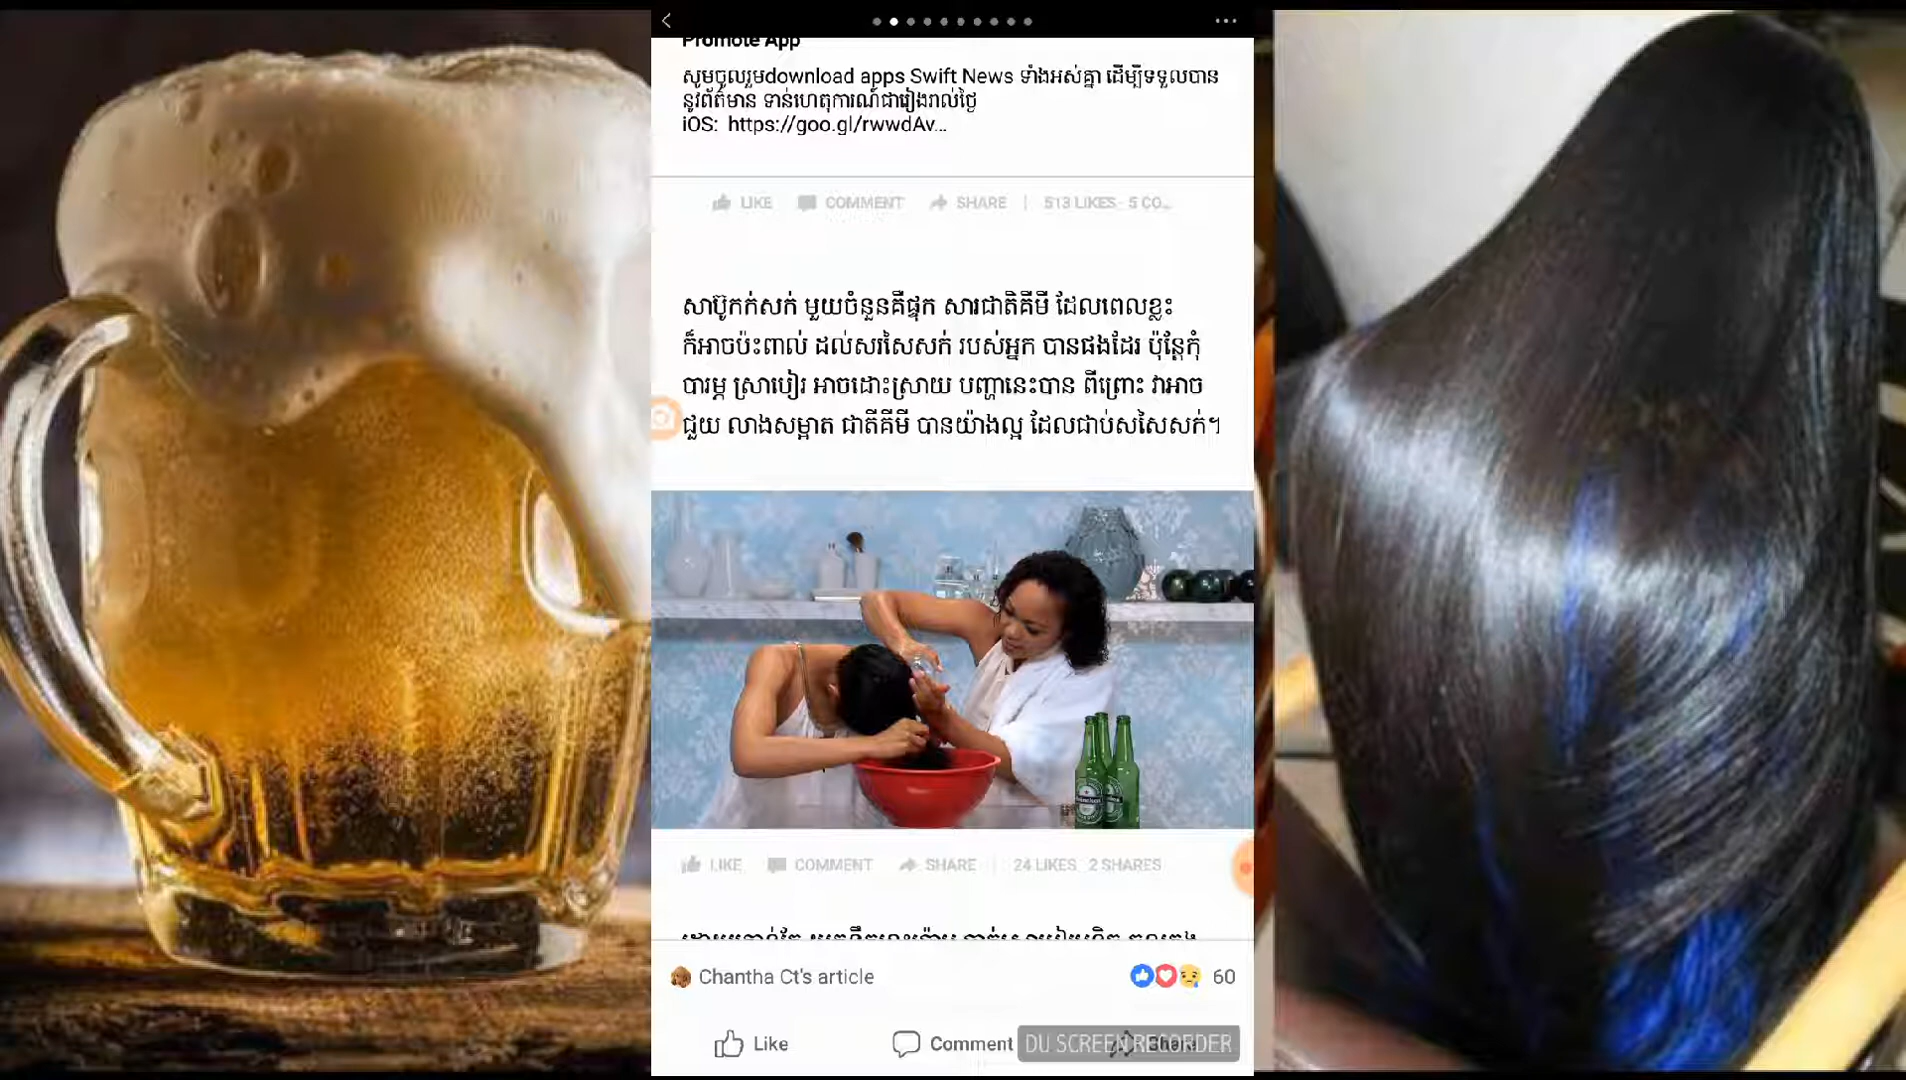 Promote App
សូមចូលរួមdownload apps Swift News ទាំងអស់គ្នា ដើម្បីទទួលបាន
នូវព័ត៌មាន ទាន់ហេតុការណ៍ជារៀងរាល់ថ្ងៃ
iOS: https://goo.gl/rwwdAv...
LIKE COMMENT SHARE | 513 LIKES · 5 CO...
សាប៊ូកក់សក់ មួយចំនួនគឺផ្ទុក សារជាតិគីមី ដែលពេលខ្លះ
ក៏អាចប៉ះពាល់ ដល់សរសៃសក់ របស់អ្នក បានផងដែរ ប៉ុន្តែកុំ
បារម្ភ ស្រាបៀរ អាចដោះស្រាយ បញ្ហានេះបាន ពីព្រោះ វាអាច
ជួយ លាងសម្អាត ជាតីគីមី បានយ៉ាងល្អ ដែលជាប់សសៃសក់។
Heineken
LIKE COMMENT SHARE | 24 LIKES 2 SHARES
Chantha Ct's article 60
Like Comment Share
DU SCREEN RECORDER